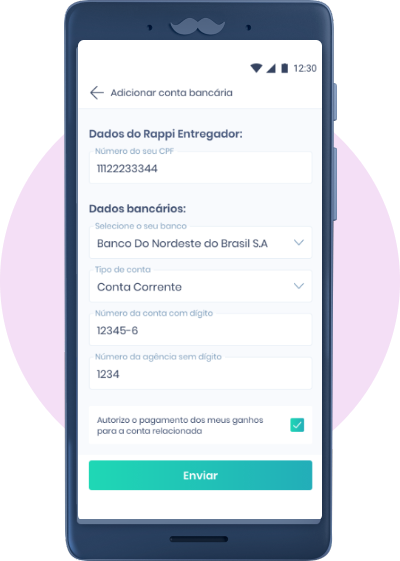 12:30
Adicionar conta bancária
Dados do Rappi Entregador:
Número do seu CPF
11122233344
Dados bancários:
Selecione o seu banco
Banco Do Nordeste do Brasil S.A
Tipo de conta
Conta Corrente
Número da conta com dígito
12345-6
Número da agência sem dígito
1234
Autorizo o pagamento dos meus ganhos
para a conta relacionada
Enviar